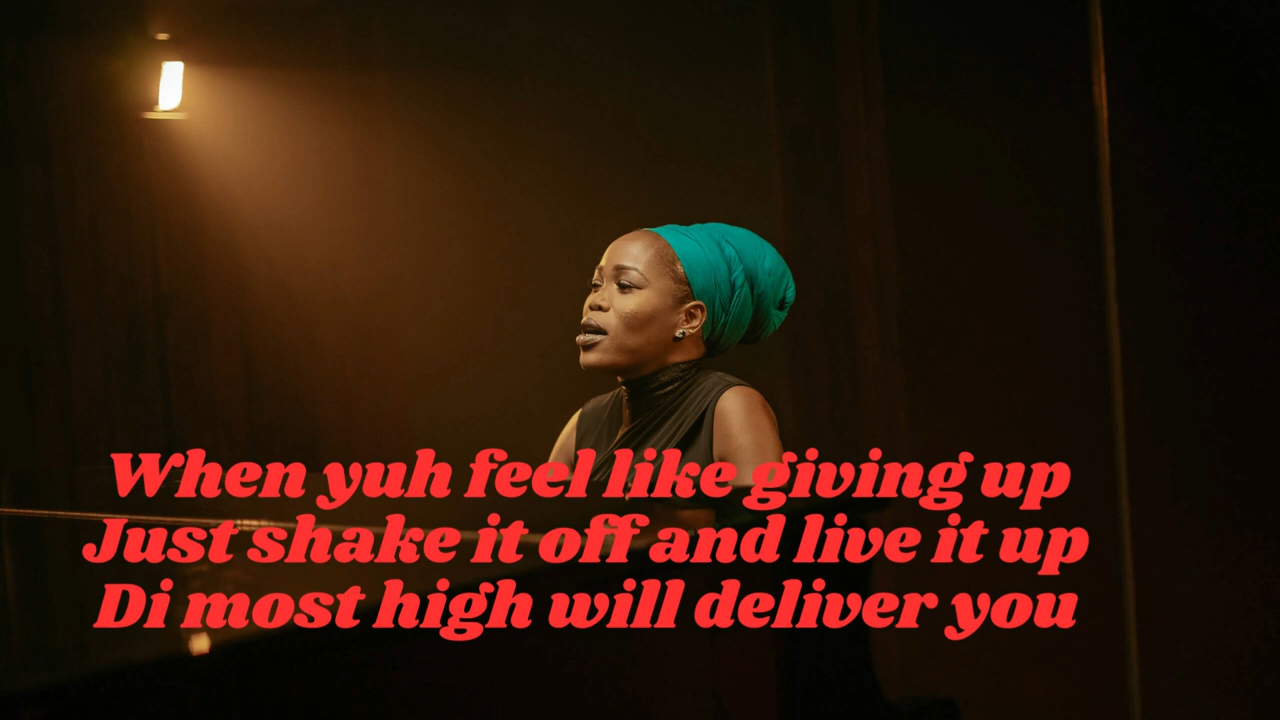 When yuh feel like giving up
Just shake it off and live it up
Di most high will deliver you